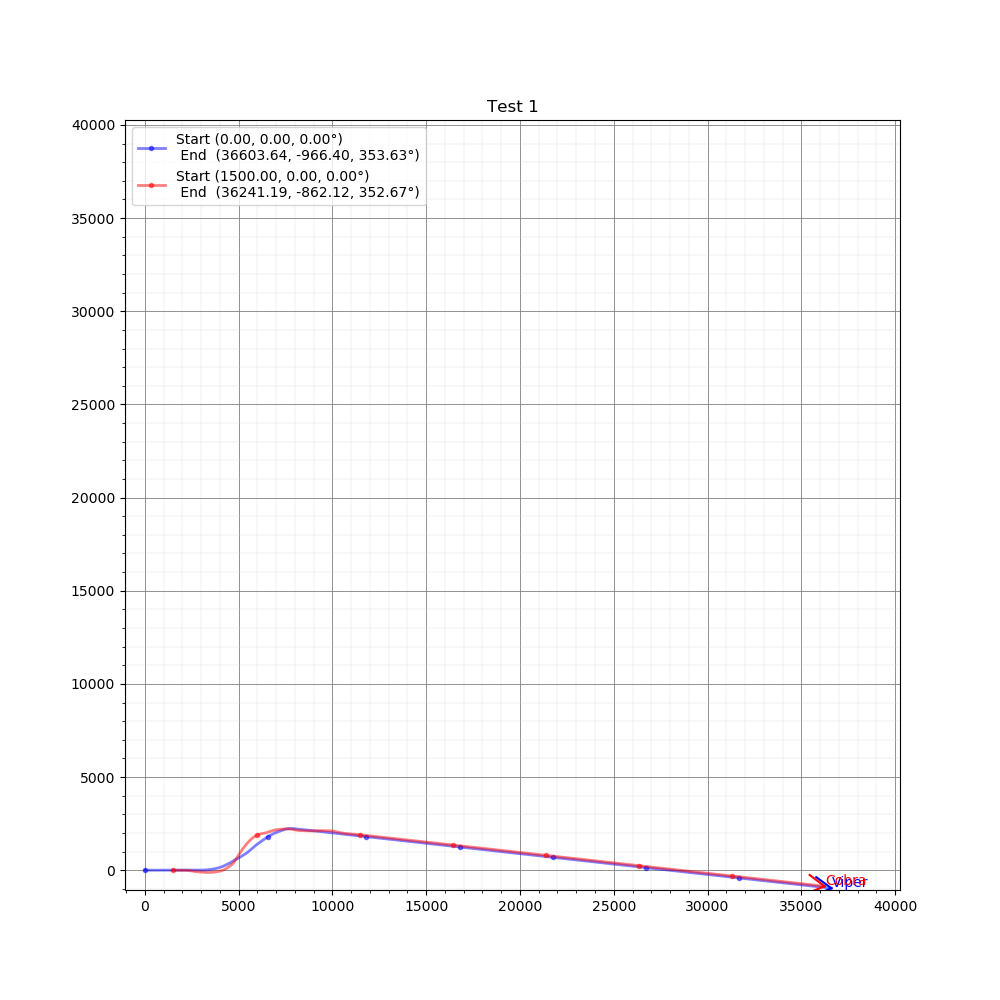 Test 1
40000
35000
30000
25000
20000
15000
10000
5000
0
Start (0.00, 0.00, 0.00°)
End (36603.64, -966.40, 353.63°)
Start (1500.00, 0.00, 0.00°)
End (36241.19, -862.12, 352.67°)
Cobra
Viper
0 5000 10000 15000 20000 25000 30000 35000 40000